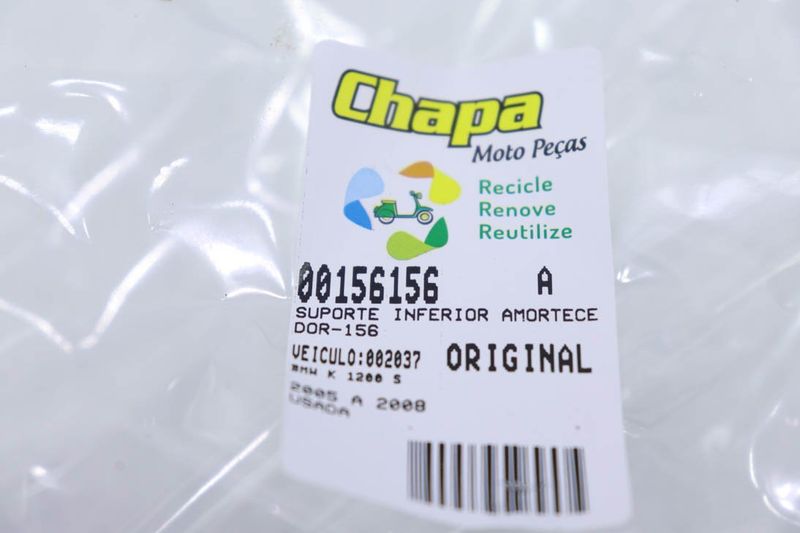 Chapa
Moto Peças
Recicle
Renove
Reutilize
00156156 A
SUPORTE INFERIOR AMORTECE
DOR-156
VEICULO:002037 ORIGINAL
BMW K 1200 S
2005 A 2008
USADA